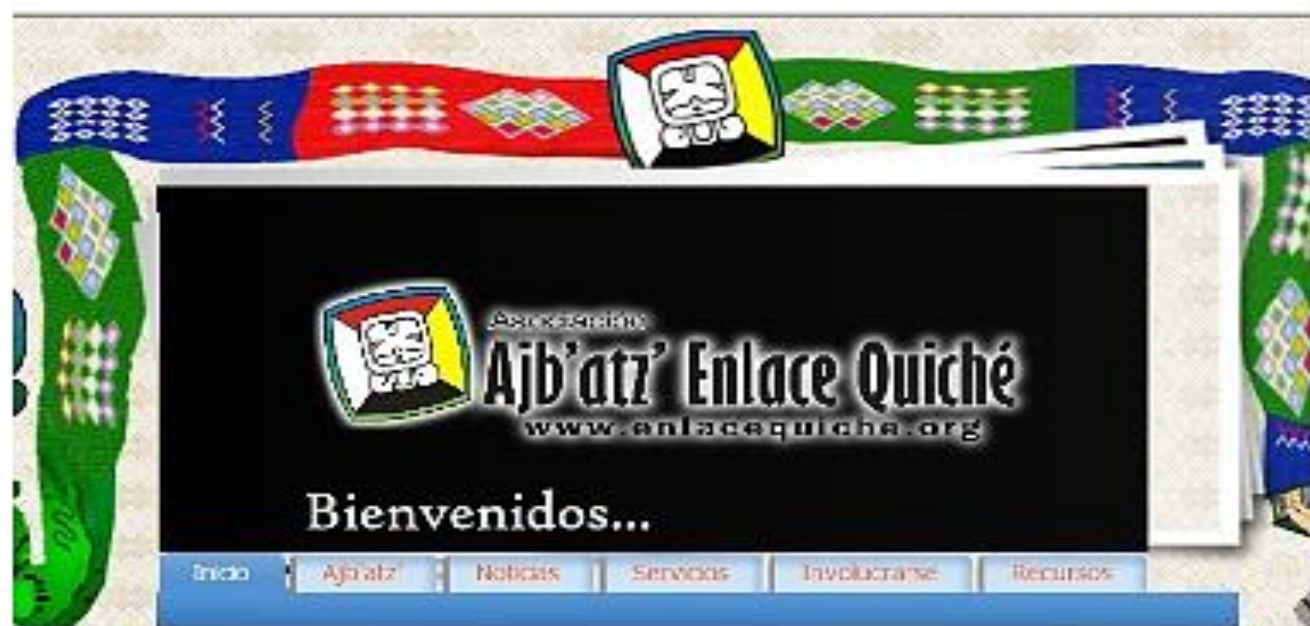 Asociación
Ajb'atz' Enlace Quiché
www.enlacequiche.org
Bienvenidos...
Inicio Ajb'atz' Noticias Servicios Involucrarse Recursos